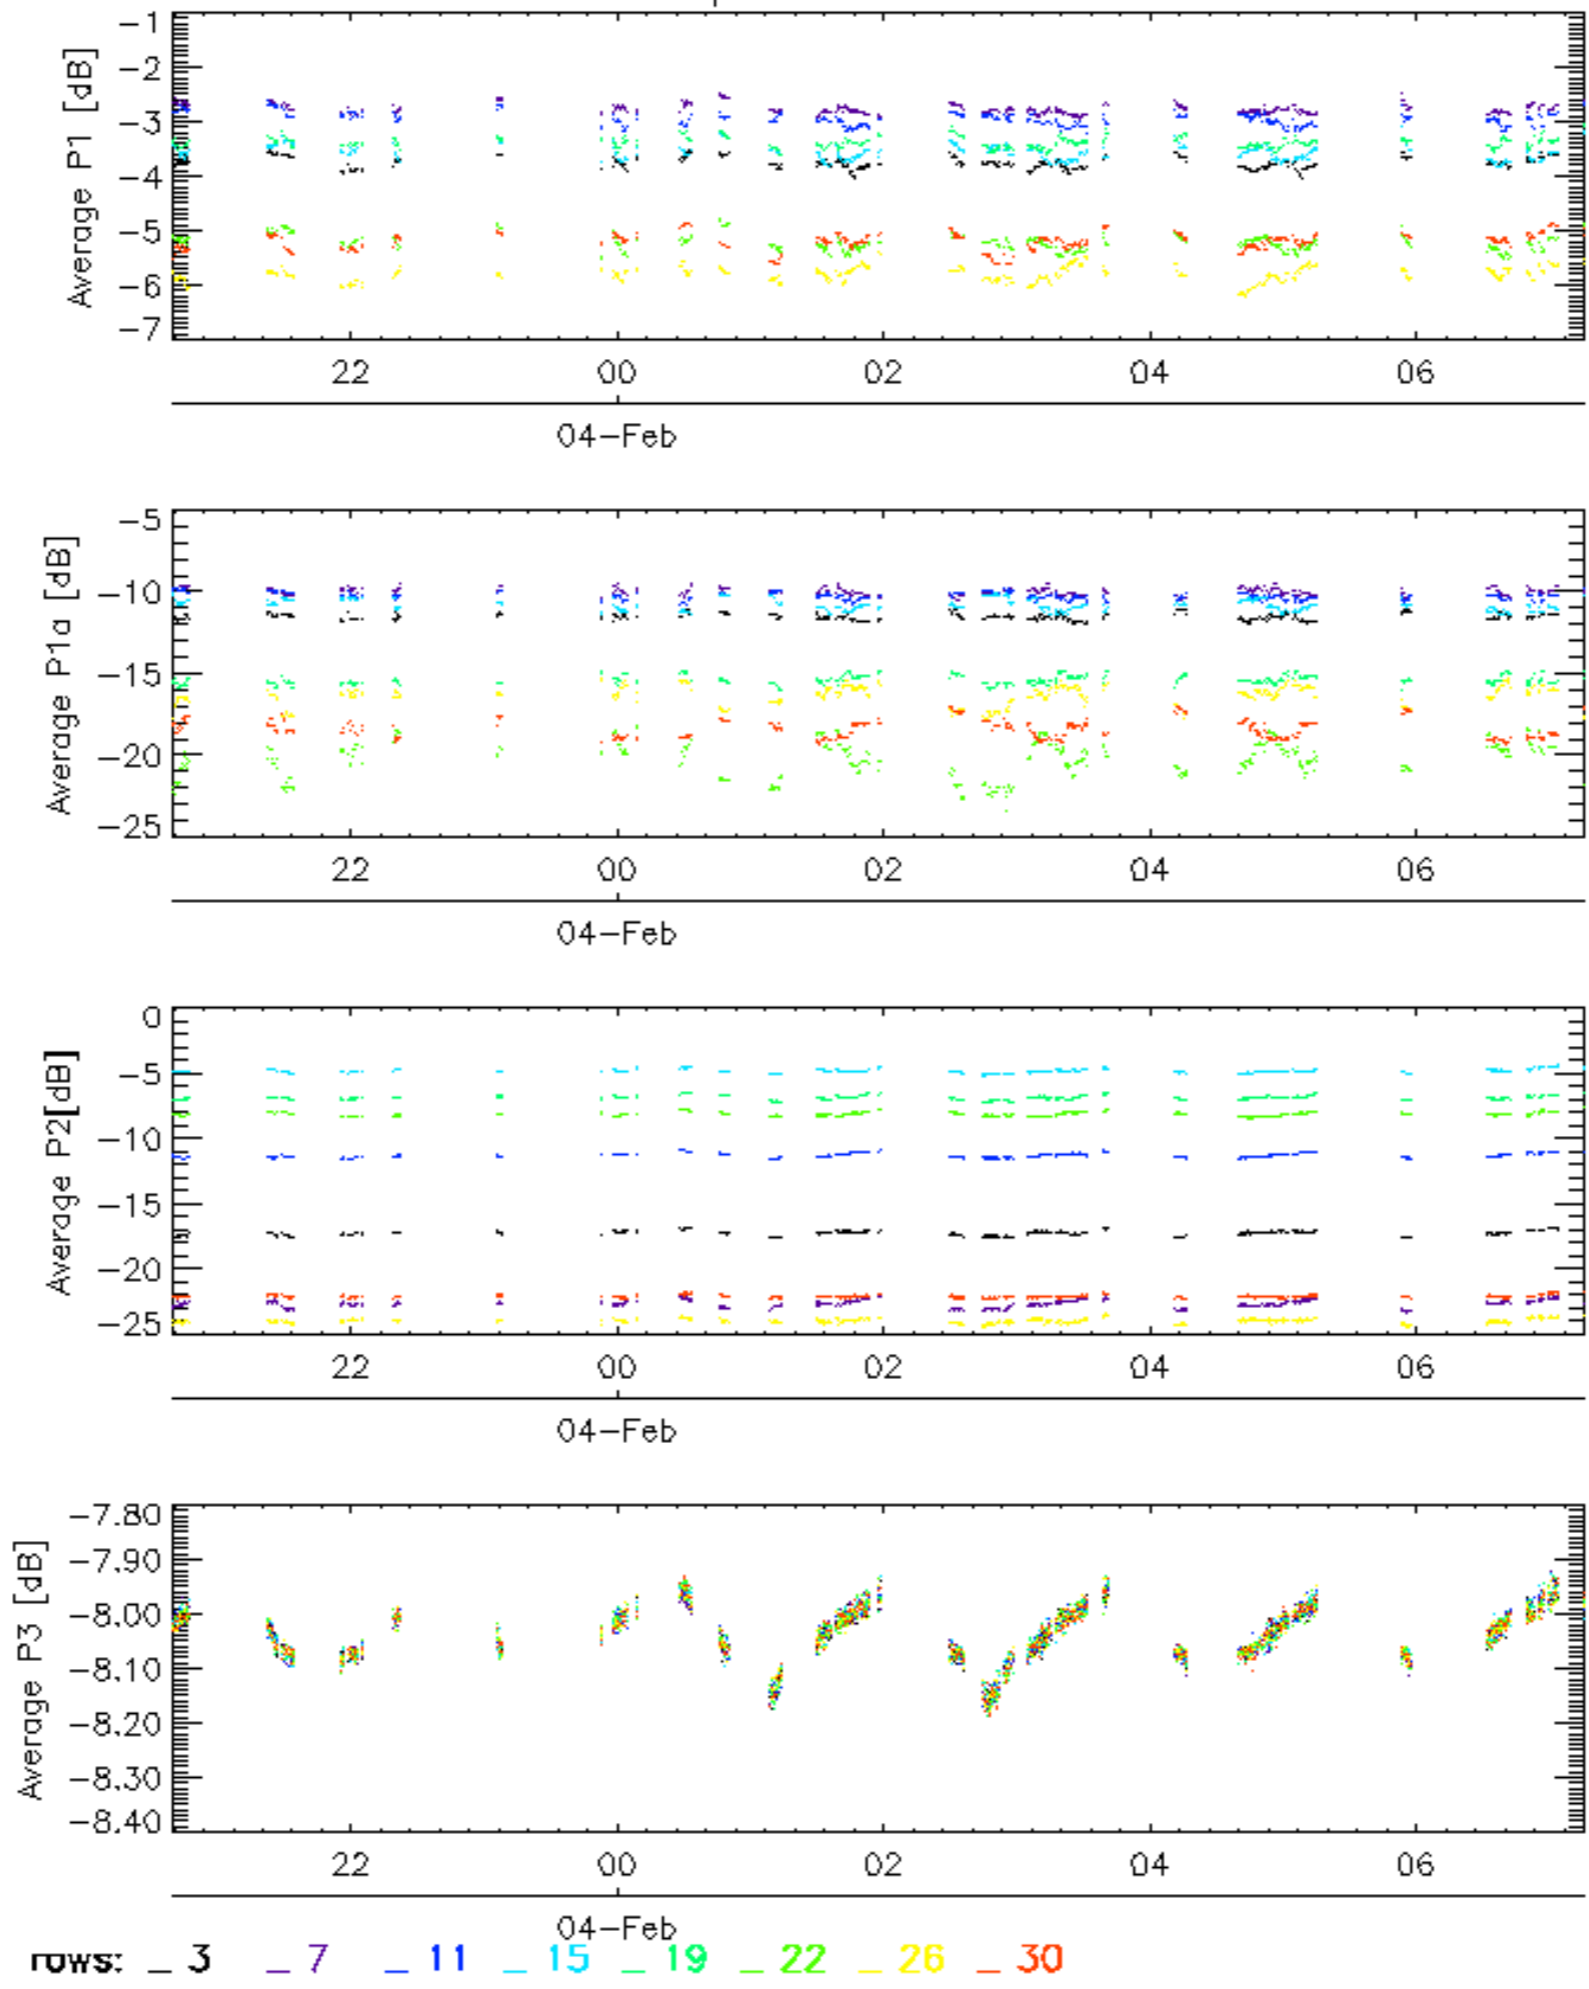 Average P1 [dB]
-1
-2
-3
-4
-5
-6
-7
22 00 02 04 06
04-Feb
Average P1a [dB]
-5
-10
-15
-20
-25
22 00 02 04 06
04-Feb
Average P2[dB]
0
-5
-10
-15
-20
-25
22 00 02 04 06
04-Feb
Average P3 [dB]
-7.80
-7.90
-8.00
-8.10
-8.20
-8.30
-8.40
22 00 02 04 06
04-Feb
rows: _ 3 _ 7 _ 11 _ 15 _ 19 _ 22 _ 26 _ 30